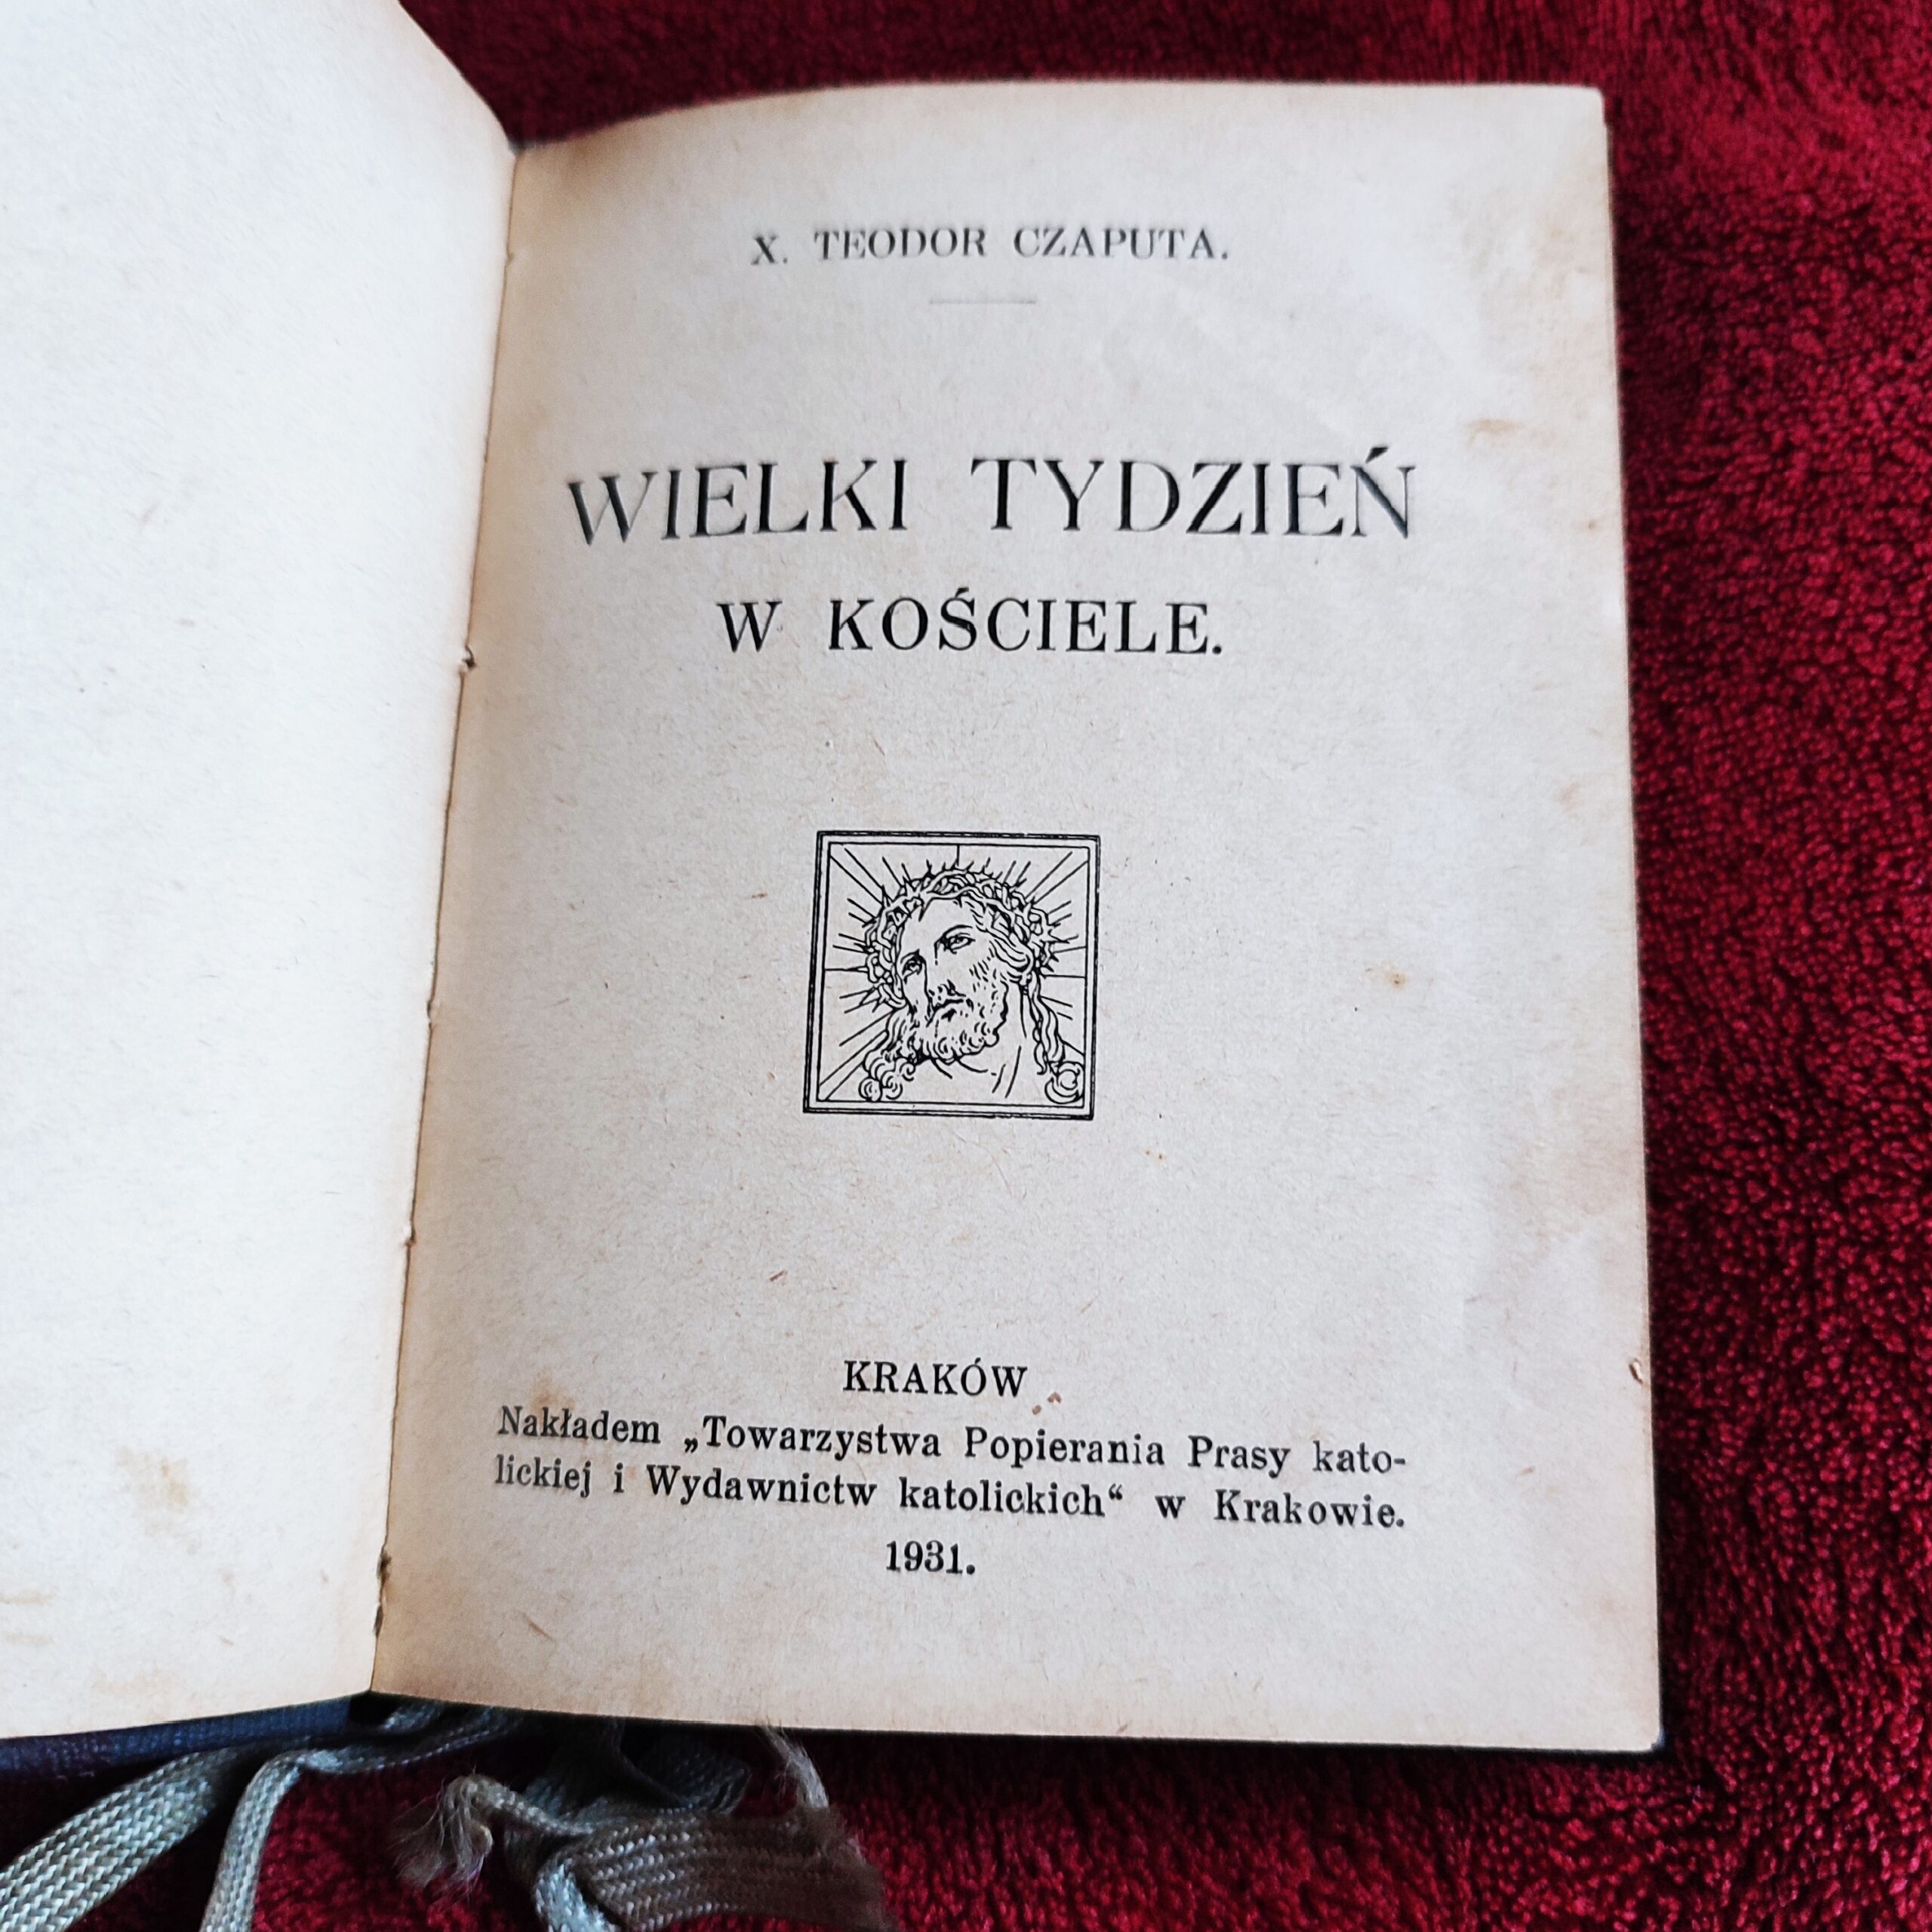 X. TEODOR CZAPUTA.
WIELKI TYDZIEŃ
W KOŚCIELE.
KRAKÓW
Nakładem „Towarzystwa Popierania Prasy kato-
lickiej i Wydawnictw katolickich“ w Krakowie.
1931.